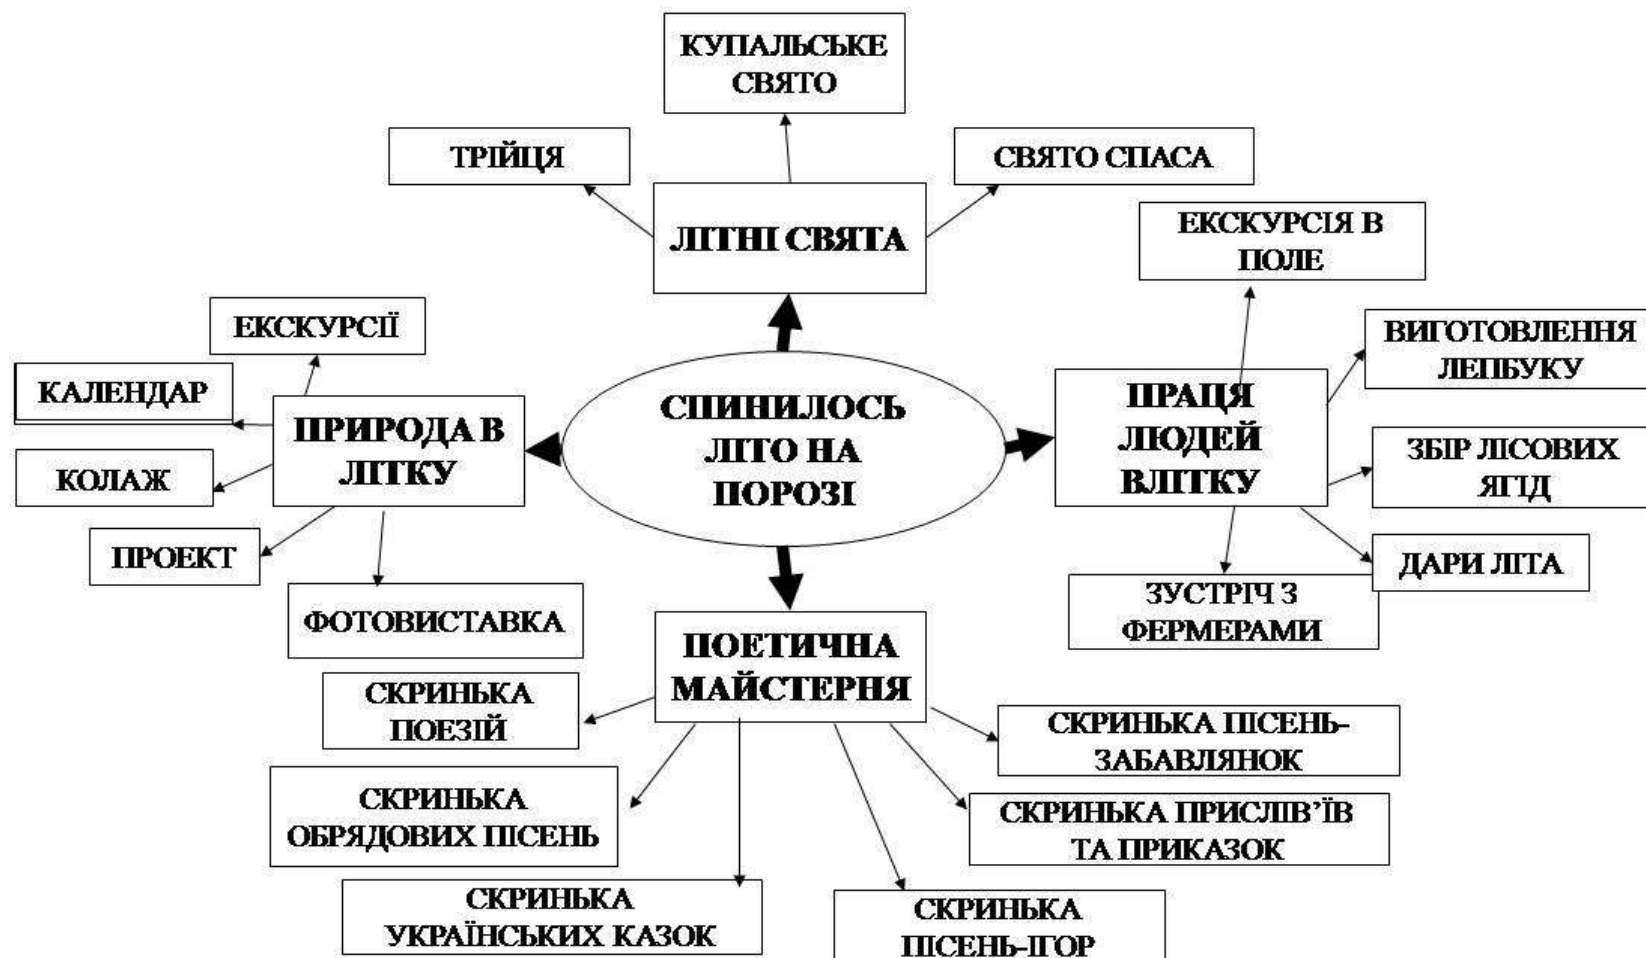 КУПАЛЬСЬКЕ
СВЯТО
ТРІЙЦЯ
СВЯТО СПАСА
ЛІТНІ СВЯТА
ЕКСКУРСІЯ В
ПОЛЕ
ЕКСКУРСІЇ
ВИГОТОВЛЕННЯ
ЛЕПБУКУ
КАЛЕНДАР
ПРИРОДА В
ЛІТКУ
СПИНИЛОСЬ
ЛІТО НА
ПОРОЗІ
ПРАЦЯ
ЛЮДЕЙ
ВЛІТКУ
КОЛАЖ
ЗБІР ЛІСОВИХ
ЯГІД
ПРОЕКТ
ДАРИ ЛІТА
ФОТОВИСТАВКА
ЗУСТРІЧ З
ФЕРМЕРАМИ
ПОЕТИЧНА
МАЙСТЕРНЯ
СКРИНЬКА
ПОЕЗІЙ
СКРИНЬКА ПІСЕНЬ-
ЗАБАВЛЯНОК
СКРИНЬКА
ОБРЯДОВИХ ПІСЕНЬ
СКРИНЬКА ПРИСЛІВ’ЇВ
ТА ПРИКАЗОК
СКРИНЬКА
УКРАЇНСЬКИХ КАЗОК
СКРИНЬКА
ПІСЕНЬ-ІГОР